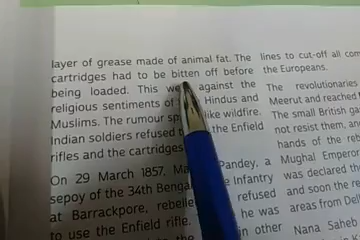 layer of grease made of animal fat. The
cartridges had to be bitten off before
being loaded. This we against the
religious sentiments of Hindus and
Muslims. The rumour sp like wildfire.
Indian soldiers refused the Enfield
rifles and the cartridges
On 29 March 1857, Ma Pandey, a
sepoy of the 34th Benga Infantry
at Barrackpore, rebelle refused
to use the Enfield rifle. he was
in other
the
lines to cut-off all com
the Europeans.
The revolutionaries
Meerut and reached
The small British ga
not resist them, an
hands of the reb
Mughal Emperor
was declared th
and soon the re
areas from Del
Nana Saheb